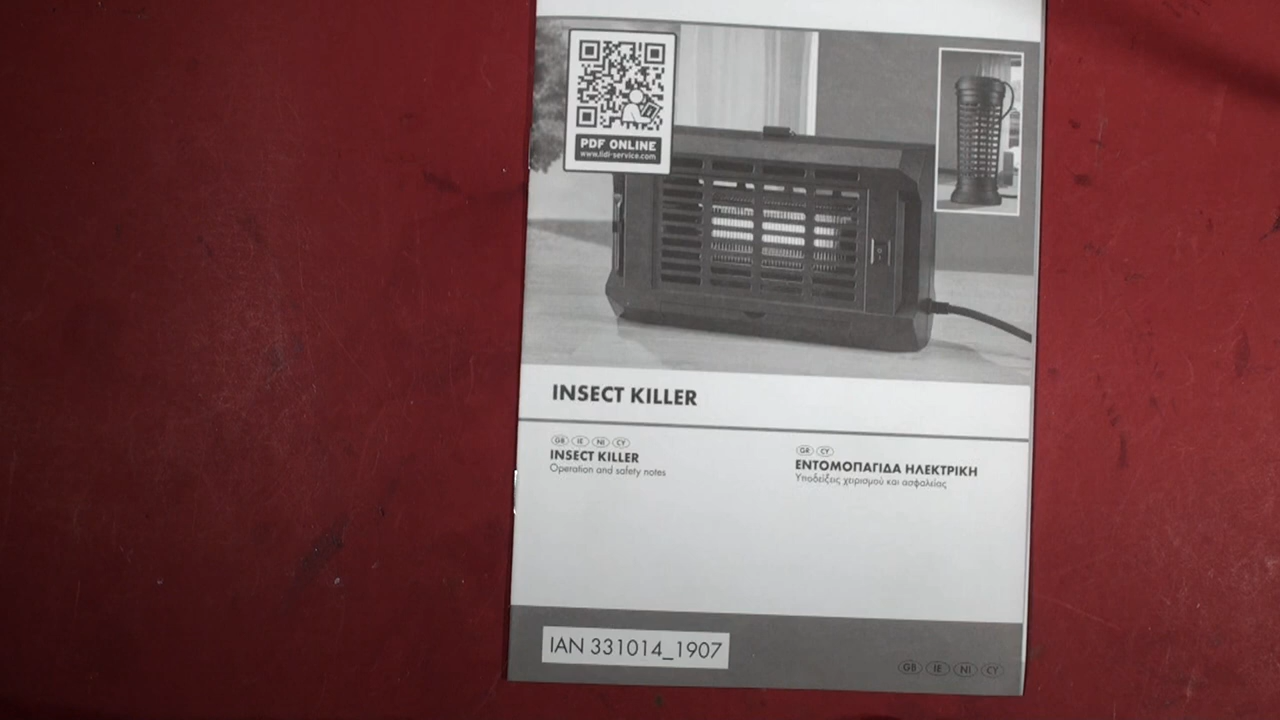 PDF ONLINE
www.lidl-service.com
INSECT KILLER
GB IE NI CY
INSECT KILLER
Operation and safety notes
GR CY
ΕΝΤΟΜΟΠΑΓΙΔΑ ΗΛΕΚΤΡΙΚΗ
Υποδείξεις χειρισμού και ασφαλείας
IAN 331014_1907
GB IE NI CY